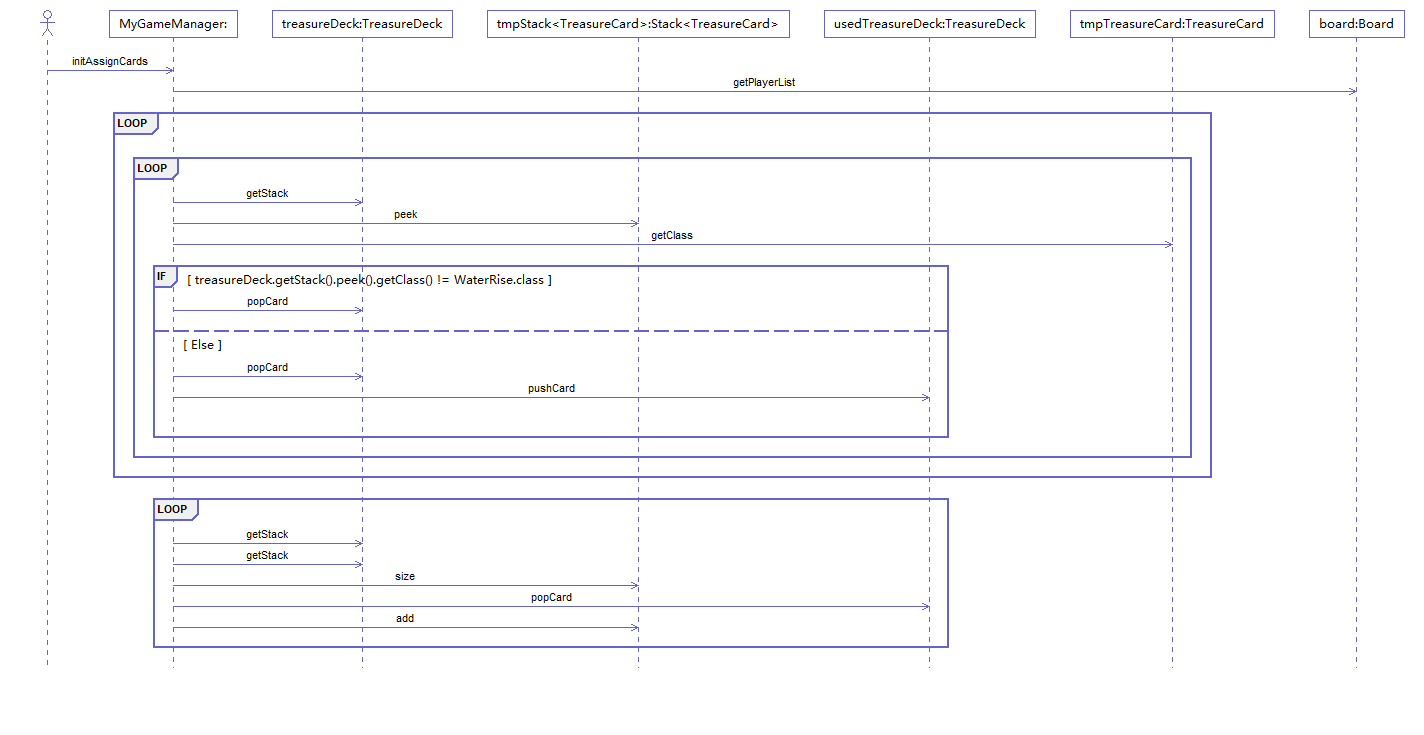 MyGameManager:
treasureDeck:TreasureDeck
tmpStack<TreasureCard>:Stack<TreasureCard>
usedTreasureDeck:TreasureDeck
tmpTreasureCard:TreasureCard
board:Board
initAssignCards
getPlayerList
LOOP
LOOP
getStack
peek
getClass
IF
[ treasureDeck.getStack().peek().getClass() != WaterRise.class ]
popCard
[ Else ]
popCard
pushCard
LOOP
getStack
getStack
size
popCard
add